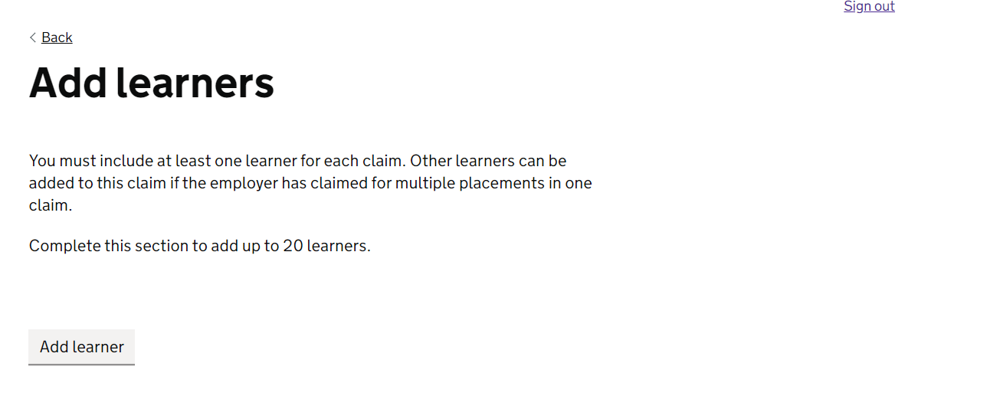 Sign out
Back
Add learners
You must include at least one learner for each claim. Other learners can be
added to this claim if the employer has claimed for multiple placements in one
claim.
Complete this section to add up to 20 learners.
Add learner